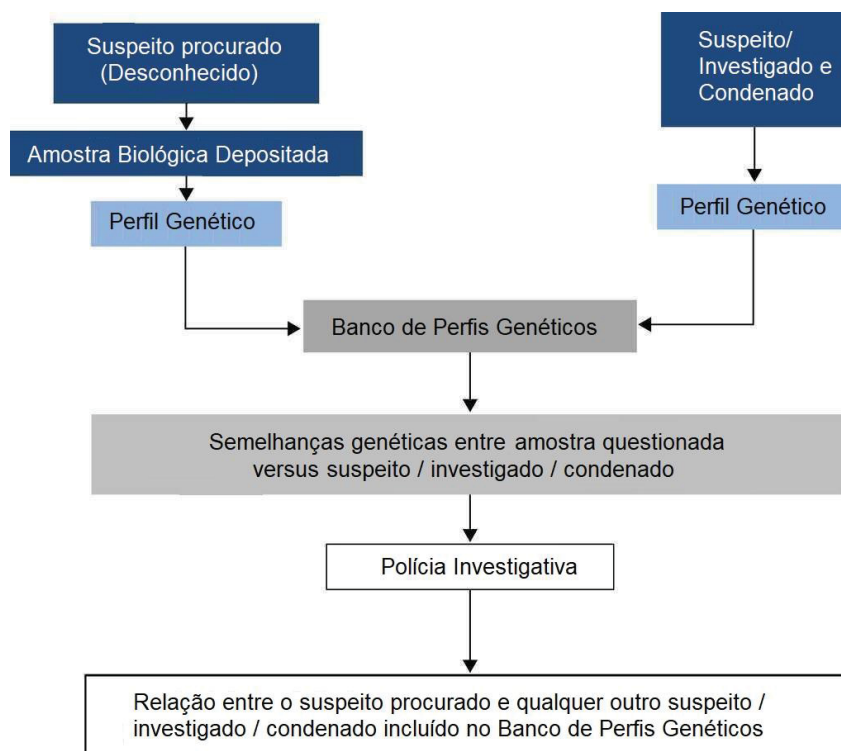 Suspeito procurado
(Desconhecido)
Suspeito/
Investigado e
Condenado
Amostra Biológica Depositada
Perfil Genético
Perfil Genético
Banco de Perfis Genéticos
Semelhanças genéticas entre amostra questionada
versus suspeito / investigado / condenado
Polícia Investigativa
Relação entre o suspeito procurado e qualquer outro suspeito /
investigado / condenado incluído no Banco de Perfis Genéticos